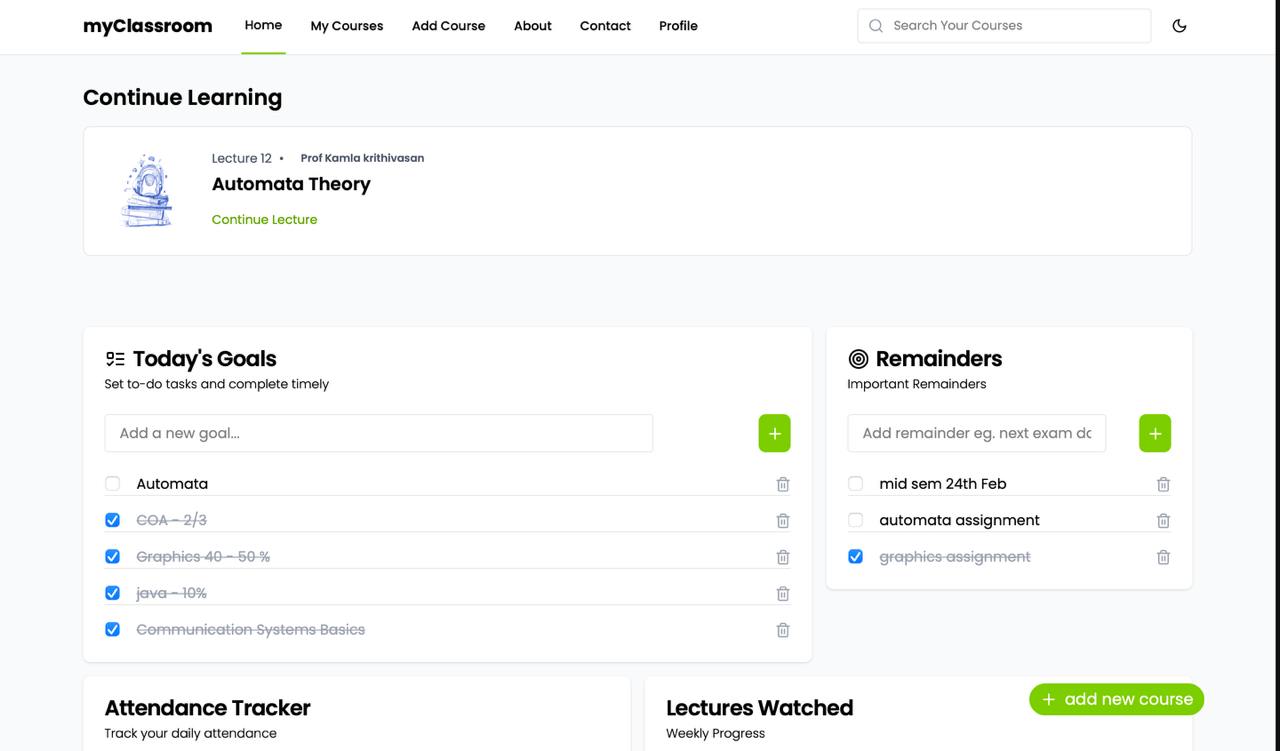 myClassroom Home My Courses Add Course About Contact Profile Search Your Courses
Continue Learning
Lecture 12 • Prof Kamla krithivasan
Automata Theory
Continue Lecture
Today's Goals
Set to-do tasks and complete timely
Add a new goal...
Automata
COA - 2/3
Graphics 40 - 50 %
java - 10%
Communication Systems Basics
Remainders
Important Remainders
Add remainder eg. next exam dc
mid sem 24th Feb
automata assignment
graphics assignment
Attendance Tracker
Track your daily attendance
Lectures Watched
Weekly Progress
+ add new course